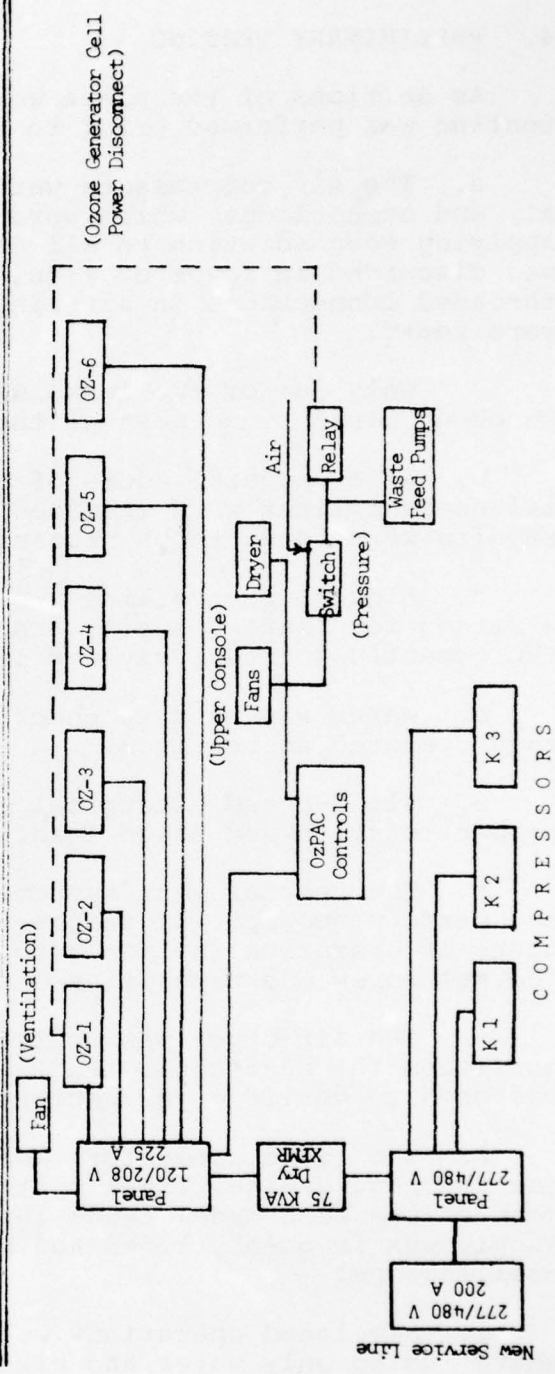 (Ozone Generator Cell
Power Disconnect)
(Ventilation)
Fan
OZ-1
OZ-2
OZ-3
OZ-4
OZ-5
OZ-6
Panel
120/208 V
225 A
(Upper Console)
Fans
Dryer
Air
Switch
(Pressure)
Relay
Waste
Feed Pumps
OzPAC
Controls
75 KVA
Dry
XFMR
New Service Line
277/480 V
200 A
Panel
277/480 V
K 1
K 2
K 3
COMPRESSORS